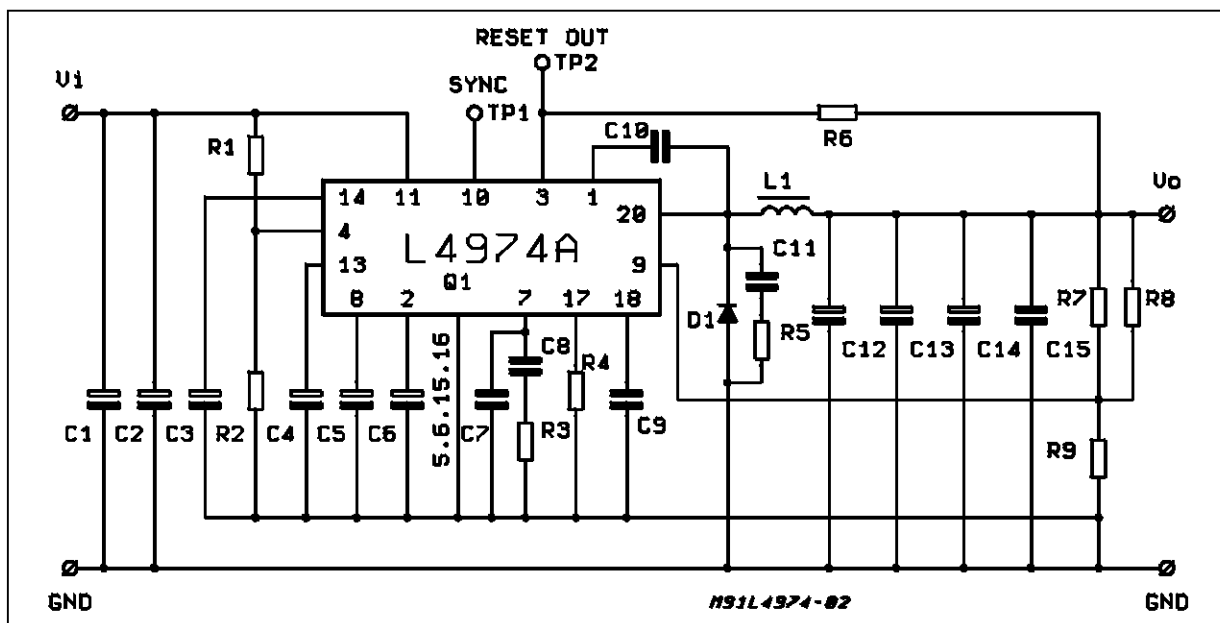 RESET OUT
TP2
Vi
SYNC
TP1
C10
R6
R1
L1
Vo
14
11
10
3
1
20
4
L4974A
C11
13
Q1
9
8
2
7
17
18
D1
R5
R7
R8
5.6.15.16
C8
R4
C12
C13
C14
C15
C1
C2
C3
R2
C4
C5
C6
C7
R3
C9
R9
GND
M91L4974-02
GND